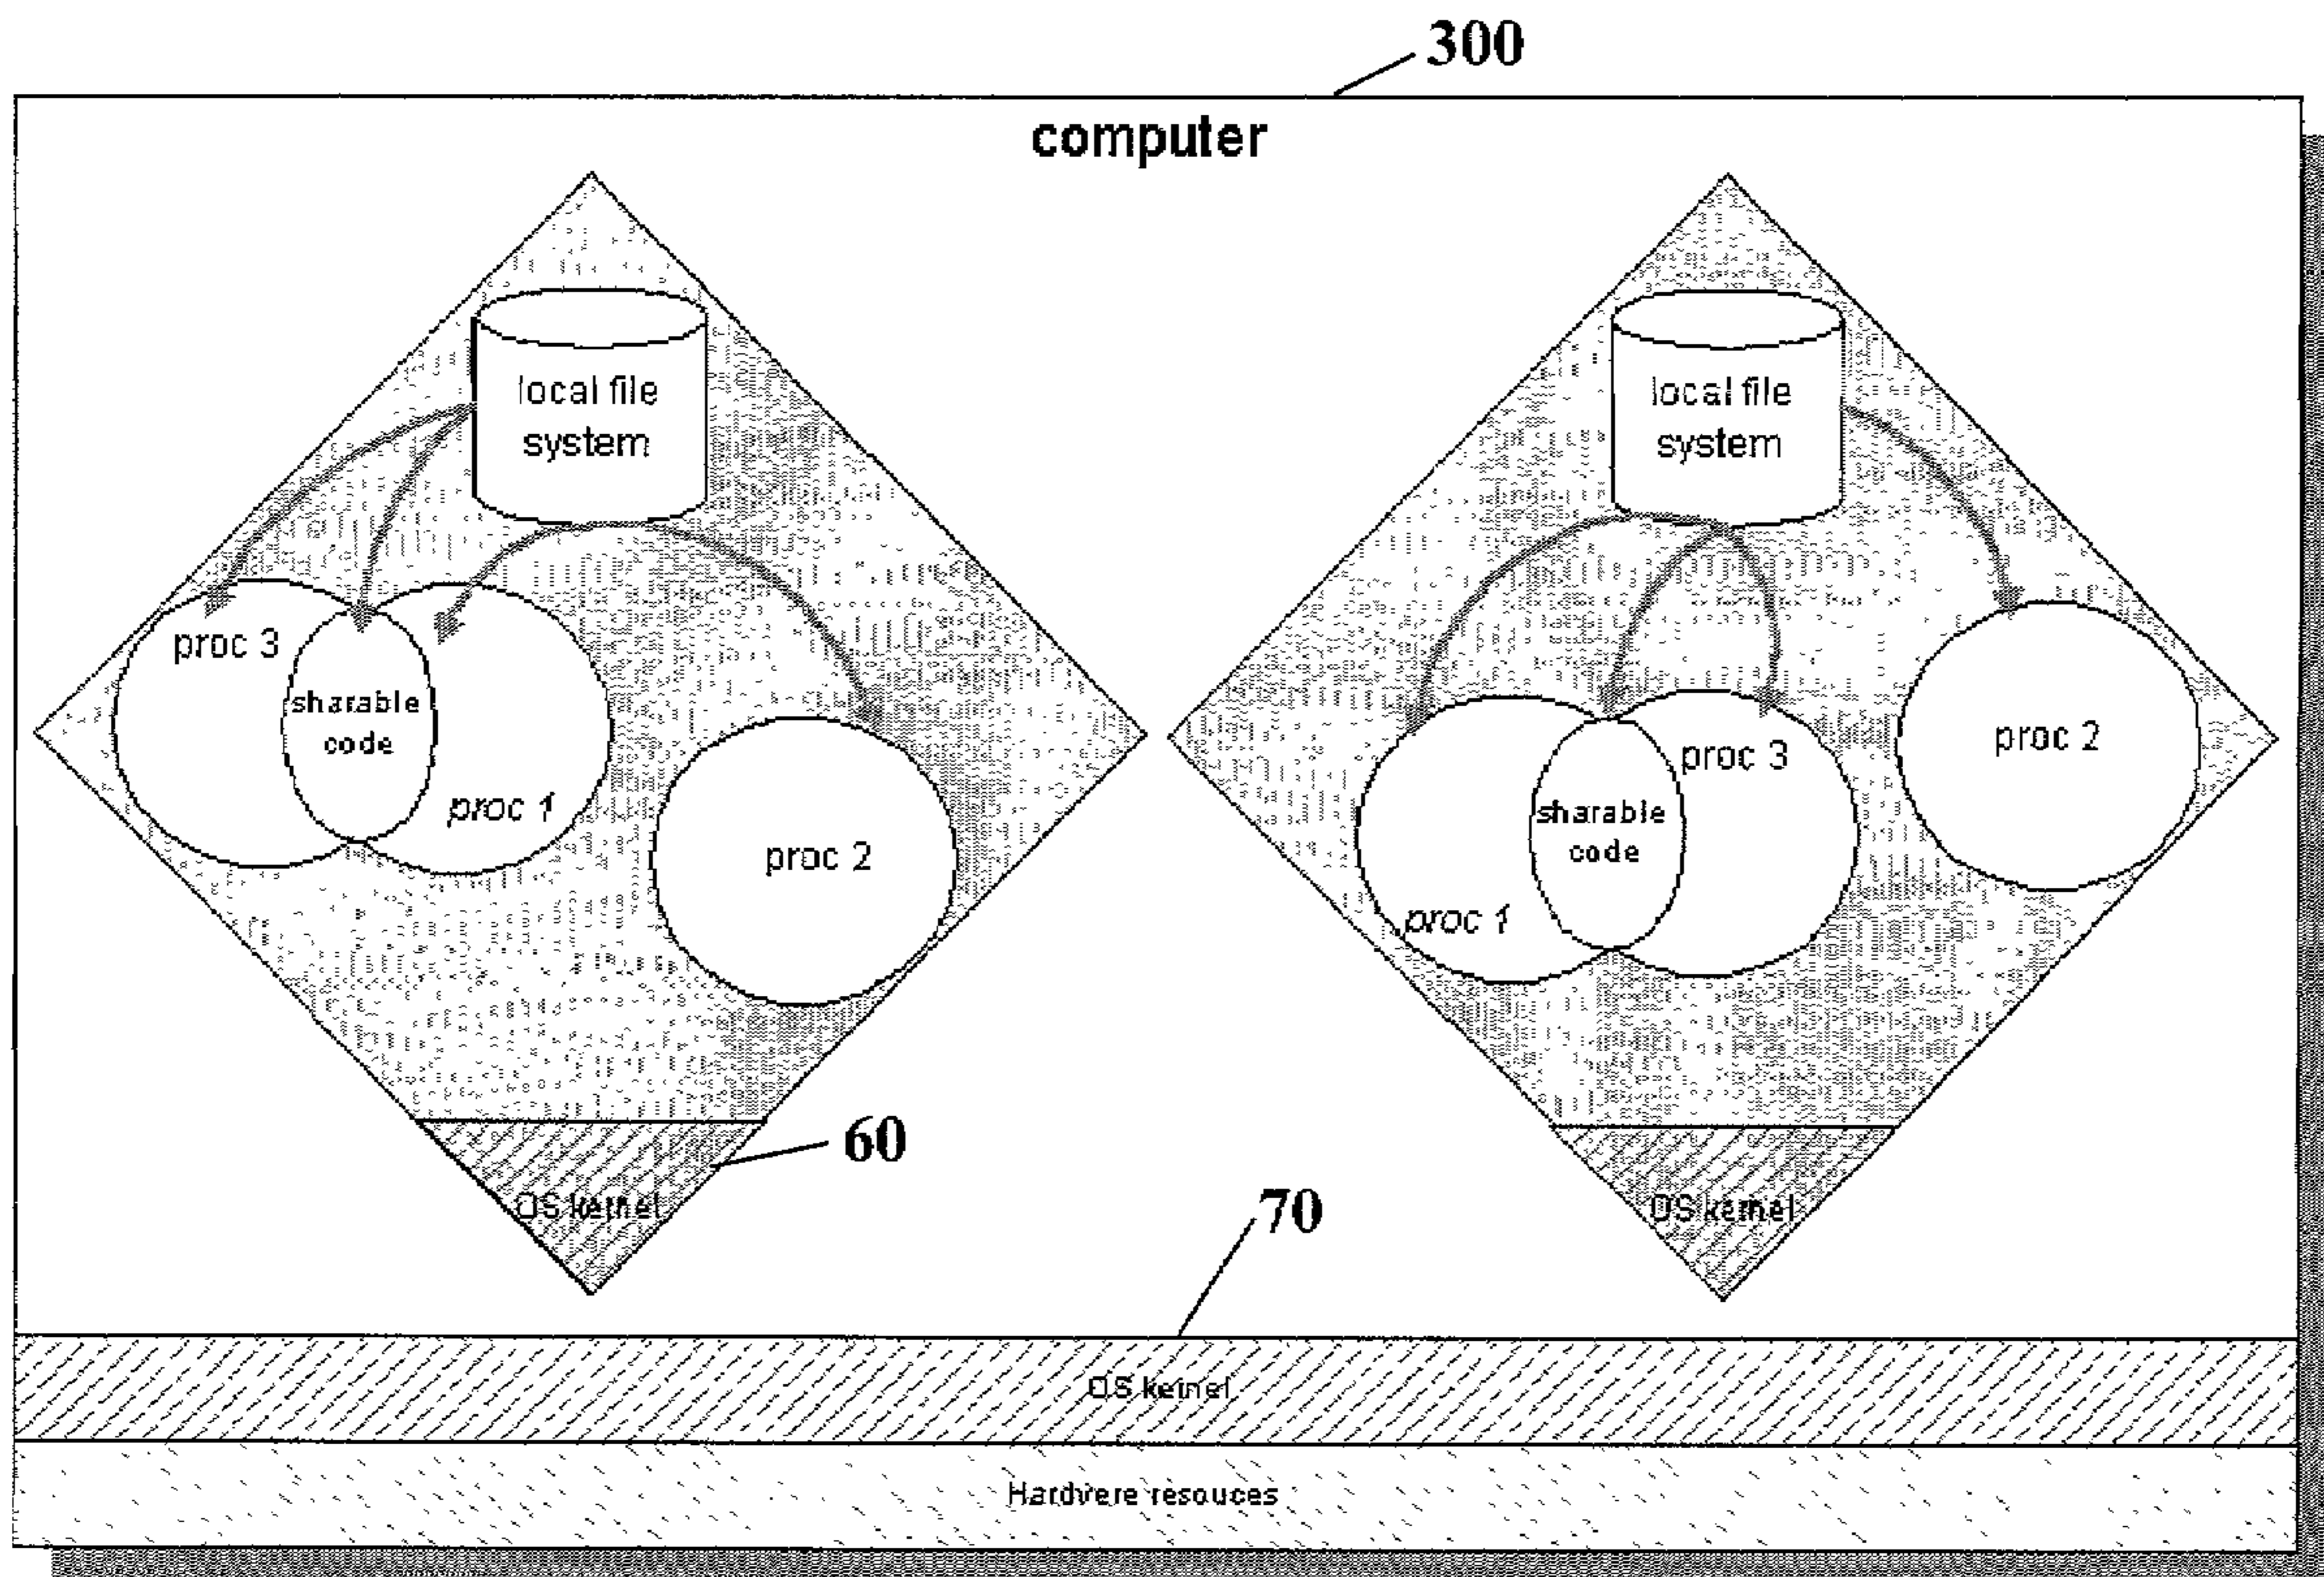 300
computer
local file
system
local file
system
proc 3
sharable
code
proc 1
proc 2
proc 3
sharable
code
proc 1
proc 2
60
OS kernel
OS kernel
70
OS kernel
Hardvere resouces